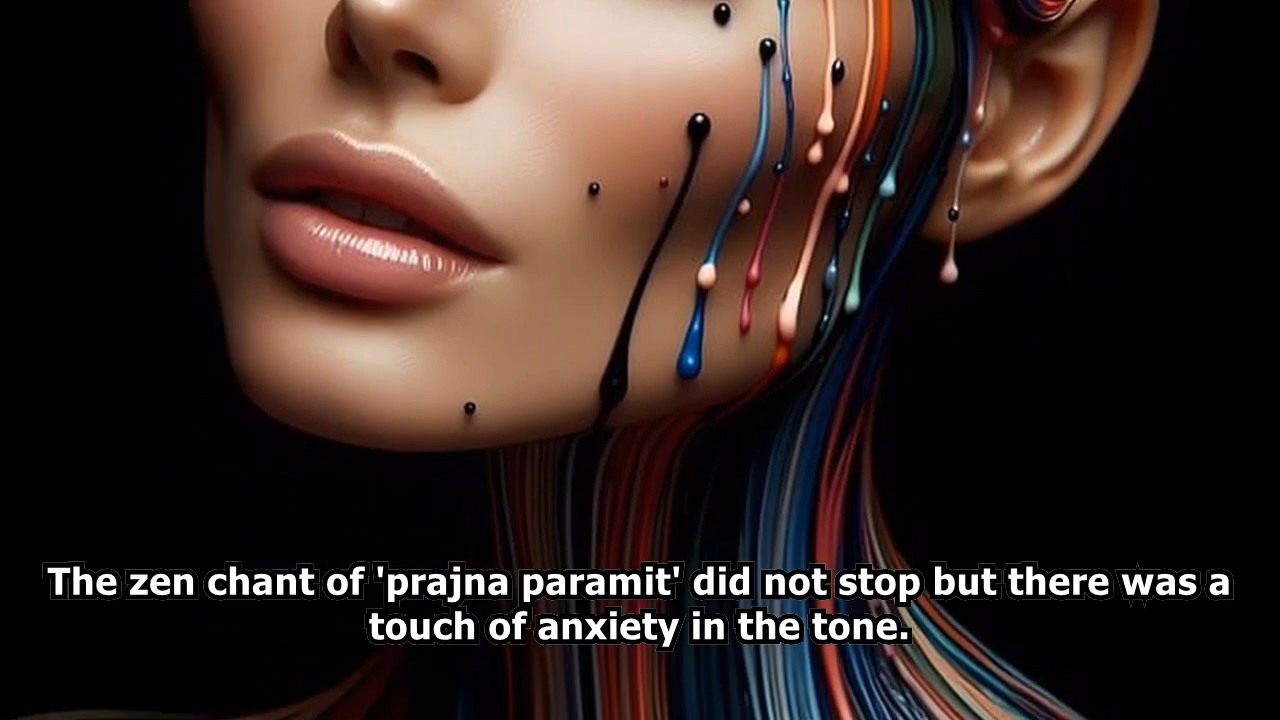 The zen chant of 'prajna paramit' did not stop but there was a
touch of anxiety in the tone.